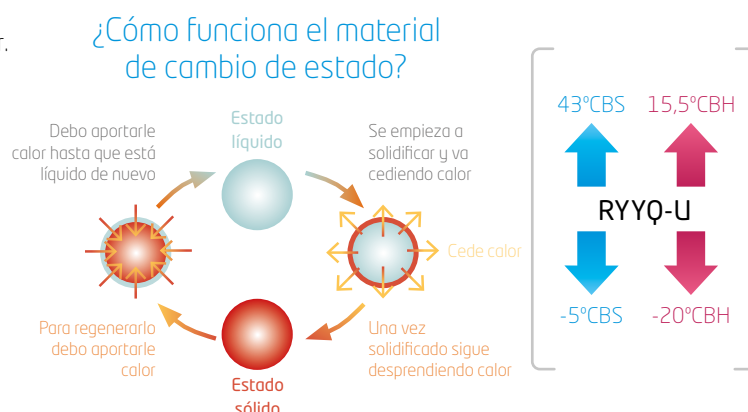 r.
¿Cómo funciona el material
de cambio de estado?
Debo aportarle
calor hasta que está
líquido de nuevo
Estado
líquido
Se empieza a
solidificar y va
cediendo calor
Cede calor
Para regenerarlo
debo aportarle
calor
Una vez
solidificado sigue
desprendiendo calor
Estado
sólido
43ºCBS 15,5ºCBH
RYYQ-U
-5ºCBS -20ºCBH